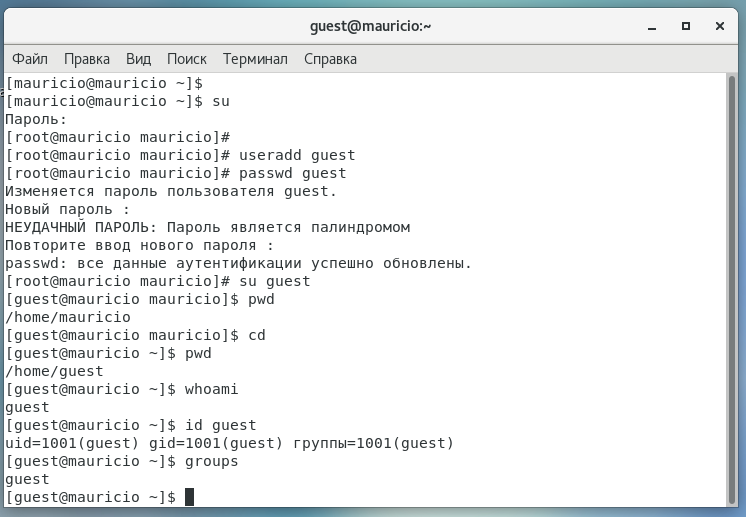 guest@mauricio:~
Файл Правка Вид Поиск Терминал Справка
[mauricio@mauricio ~]$
[mauricio@mauricio ~]$ su
Пароль:
[root@mauricio mauricio]#
[root@mauricio mauricio]# useradd guest
[root@mauricio mauricio]# passwd guest
Изменяется пароль пользователя guest.
Новый пароль :
НЕУДАЧНЫЙ ПАРОЛЬ: Пароль является палиндромом
Повторите ввод нового пароля :
passwd: все данные аутентификации успешно обновлены.
[root@mauricio mauricio]# su guest
[guest@mauricio mauricio]$ pwd
/home/mauricio
[guest@mauricio mauricio]$ cd
[guest@mauricio ~]$ pwd
/home/guest
[guest@mauricio ~]$ whoami
guest
[guest@mauricio ~]$ id guest
uid=1001(guest) gid=1001(guest) группы=1001(guest)
[guest@mauricio ~]$ groups
guest
[guest@mauricio ~]$